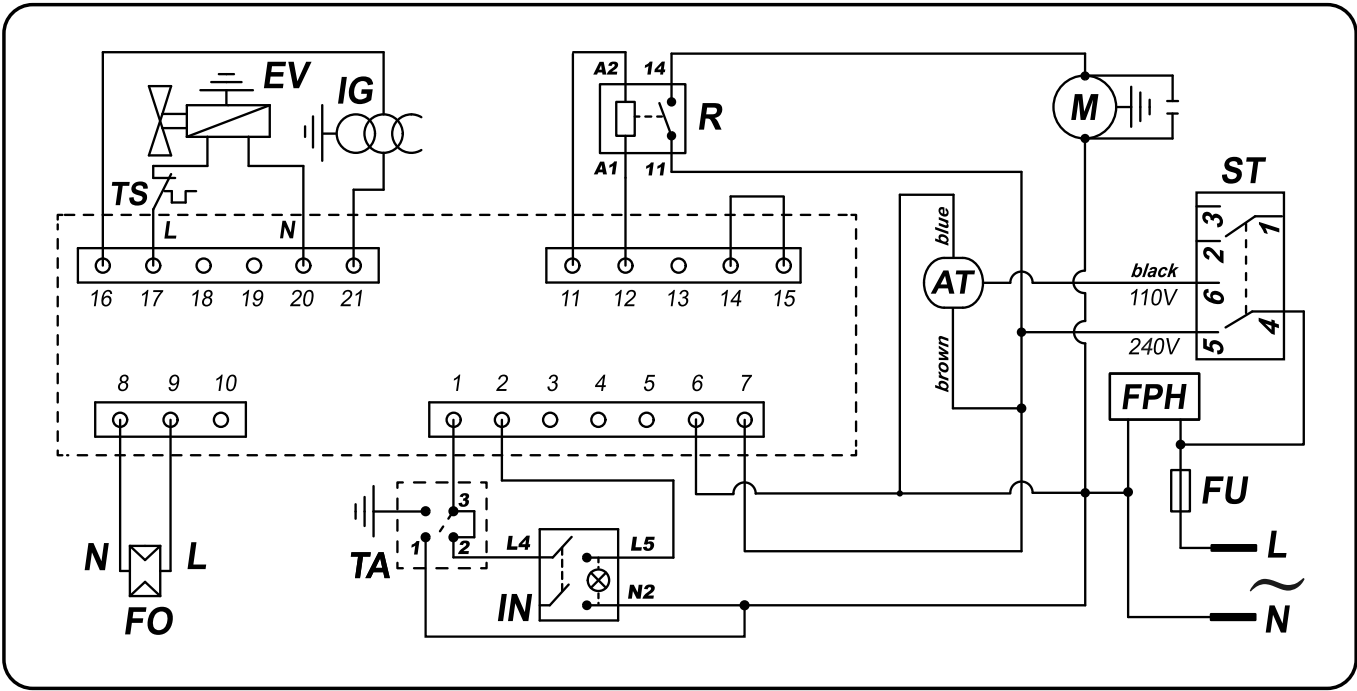 EV
IG
A2
14
R
M
TS
A1
11
ST
L
N
blue
3
1
2
AT
black
110V
6
4
16 17 18 19 20 21
11 12 13 14 15
240V
5
brown
8 9 10
1 2 3 4 5 6 7
FPH
FU
3
1
2
TA
L4
L5
N
L
FO
IN
N2
L
~
N